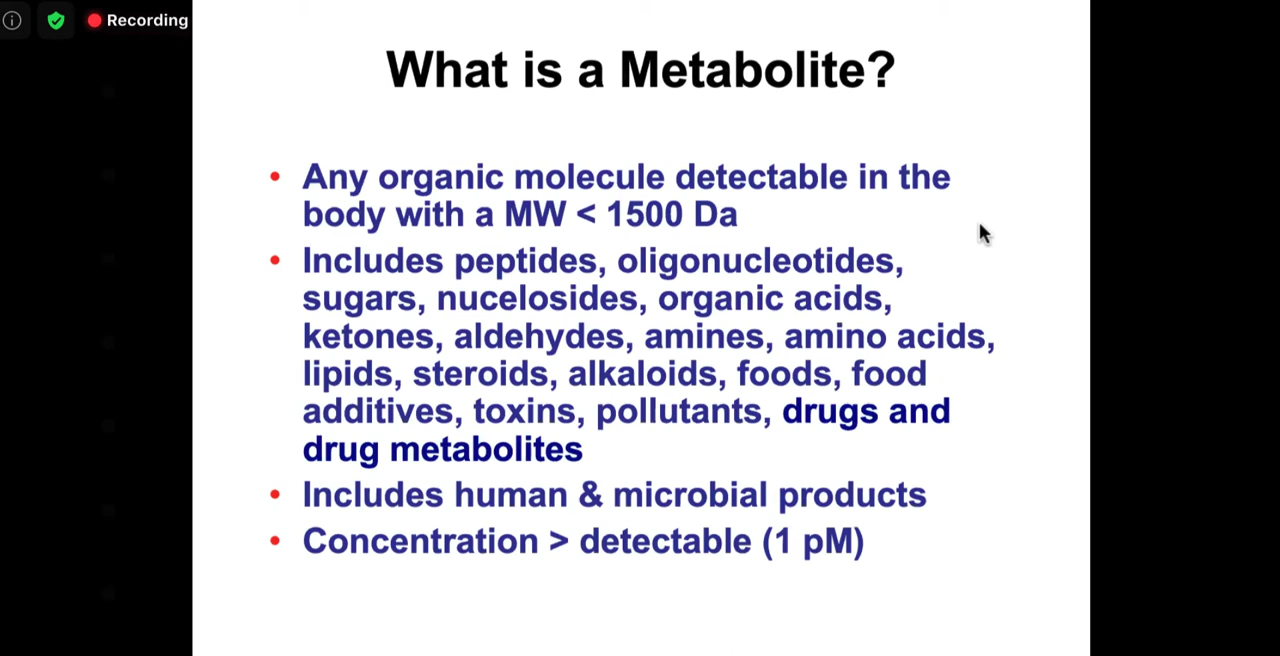 Recording
What is a Metabolite?
• Any organic molecule detectable in the
body with a MW < 1500 Da
• Includes peptides, oligonucleotides,
sugars, nucelosides, organic acids,
ketones, aldehydes, amines, amino acids,
lipids, steroids, alkaloids, foods, food
additives, toxins, pollutants, drugs and
drug metabolites
• Includes human & microbial products
• Concentration > detectable (1 pM)